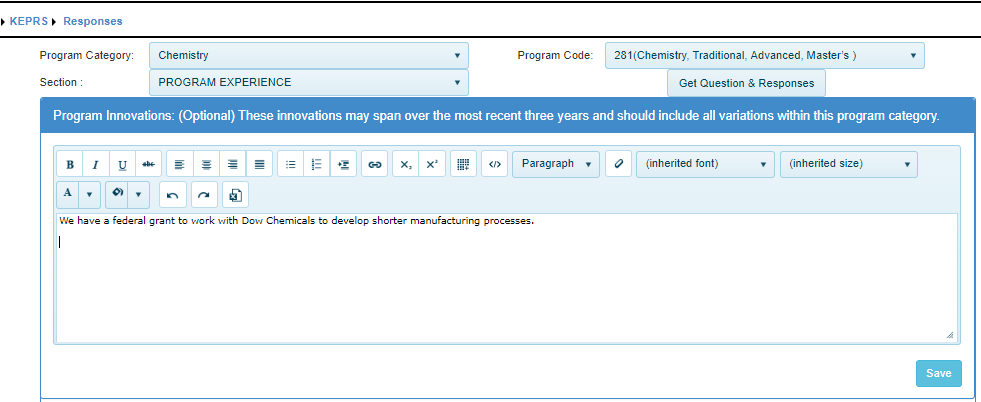 KEPRS Responses
Program Category: Chemistry Program Code: 281(Chemistry, Traditional, Advanced, Master's )
Section : PROGRAM EXPERIENCE Get Question & Responses
Program Innovations: (Optional) These innovations may span over the most recent three years and should include all variations within this program category.
B I U abc X₂ X² </> Paragraph (inherited font) (inherited size)
A
We have a federal grant to work with Dow Chemicals to develop shorter manufacturing processes.
Save